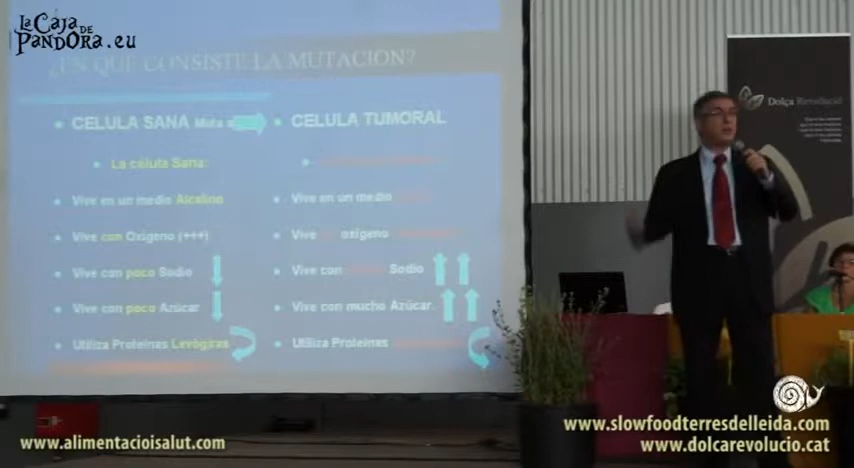 La Caja
DE
PANDORA.eu
¿EN QUE CONSISTE LA MUTACION?
• CELULA SANA Muta a
• CELULA TUMORAL
• La celula Sana:
• Vive en un medio Alcalino
• Vive en un medio
• Vive con Oxigeno (+++)
• Vive oxigeno
• Vive con poco Sodio
• Vive con Sodio
• Vive con poco Azúcar
• Vive con mucho Azúcar
• Utiliza Proteinas Levógiras
• Utiliza Proteinas
Dolça Revolució
www.alimentacioisalut.com
www.slowfoodterresdelleida.com
www.dolcarevolucio.cat